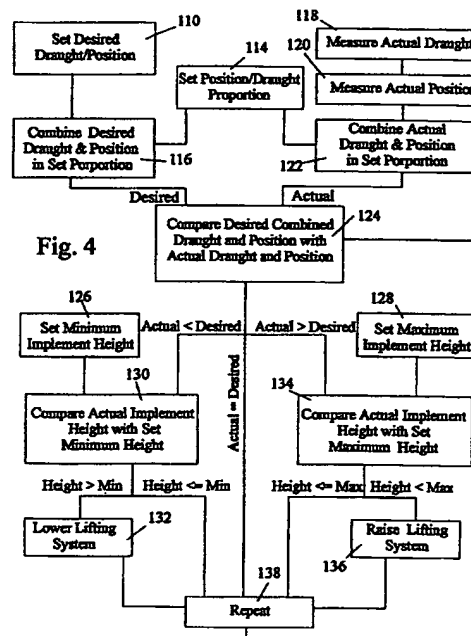 110
Set Desired
Draught/Position
114
Set Position/Draught
Proportion
118
Measure Actual Draught
120
Measure Actual Position
Combine Desired
Draught & Position
in Set Porportion
116
Combine Actual
Draught & Position
in Set Porportion
122
Desired
Actual
124
Compare Desired Combined
Draught and Position with
Actual Draught and Position
Fig. 4
126
Set Minimum
Implement Height
Actual < Desired
Actual > Desired
128
Set Maximum
Implement Height
Actual = Desired
130
Compare Actual Implement
Height with Set
Minimum Height
134
Compare Actual Implement
Height with Set
Maximum Height
Height > Min
Height <= Min
Height <= Max
Height < Max
Lower Lifting
System
132
Raise Lifting
System
136
138
Repeat